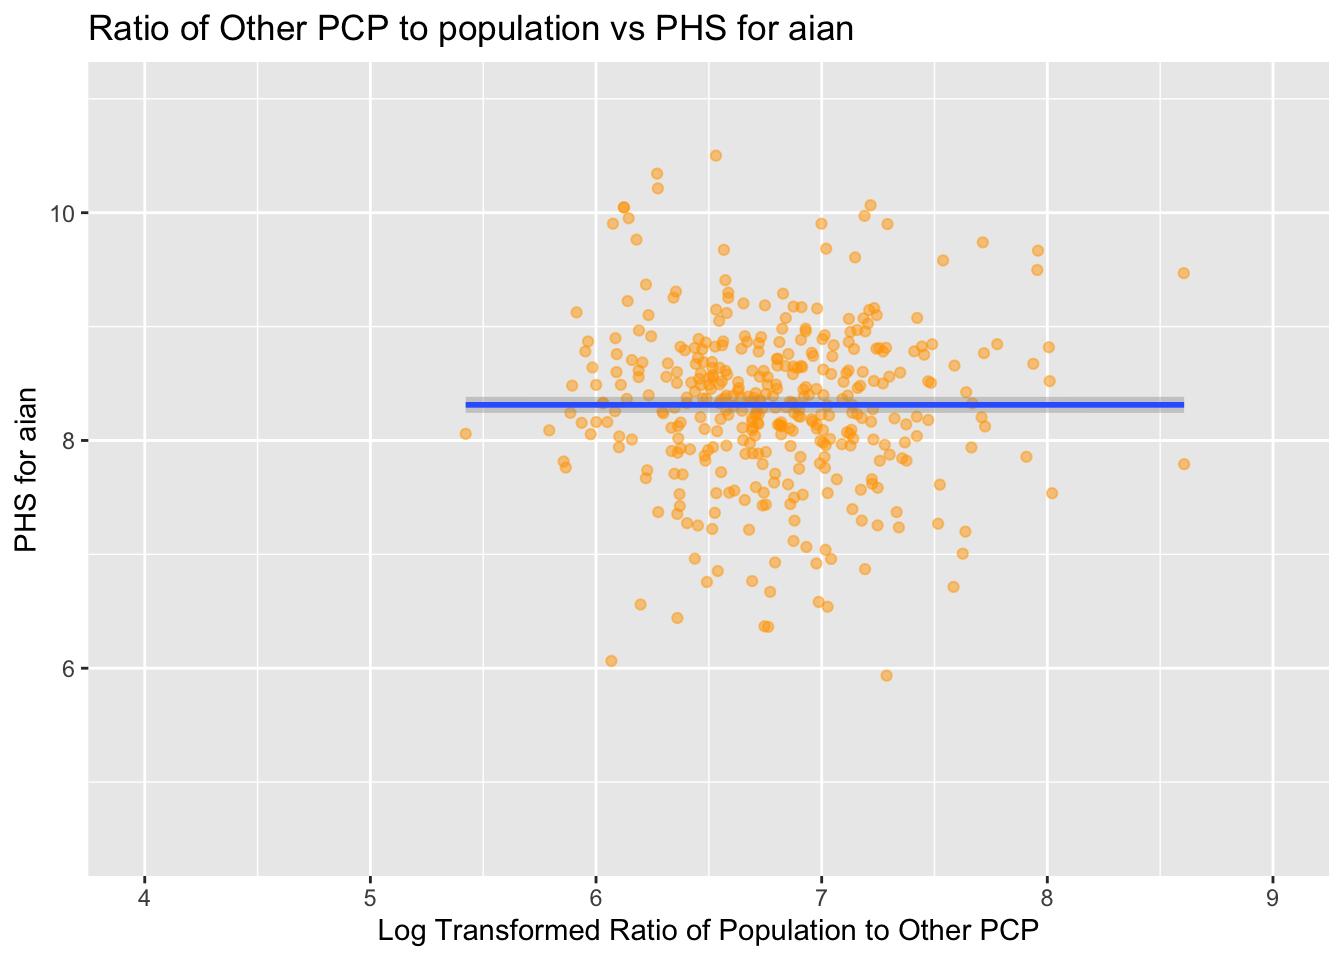 Ratio of Other PCP to population vs PHS for aian
10
8
6
PHS for aian
4 5 6 7 8 9
Log Transformed Ratio of Population to Other PCP